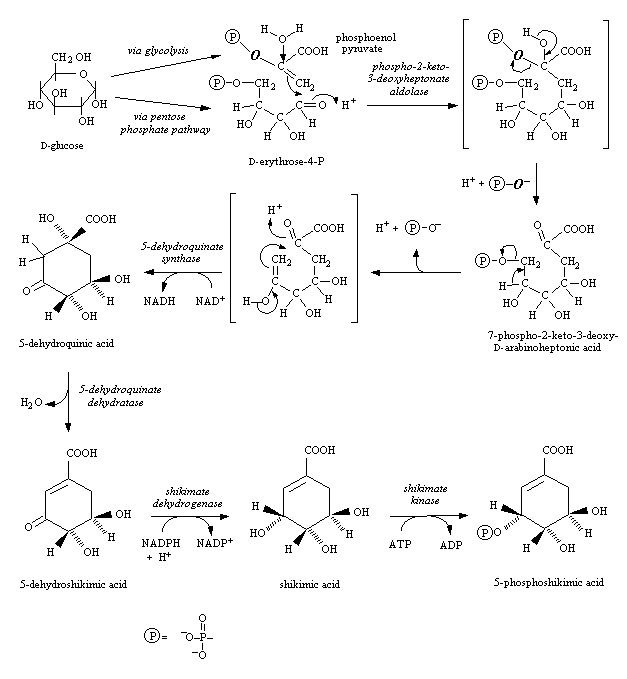 CH₂ OH
O
OH
OH
OH
OH
D-glucose
via glycolysis
via pentose
phosphate pathway
H O H
P
O
C COOH
CH₂
phosphoenol
pyruvate
P-O-CH₂ C=O H⁺
H-C C H
HO C OH
H
D-erythrose-4-P
phospho-2-keto-
3-deoxyheptonate
aldolase
P H-O
O C COOH
P-O-CH₂ CH₂
H-C C-OH
HO C H
H OH
H⁺ + P-O⁻
O
C COOH
P-O-CH₂ CH₂
H-C C-OH
HO C H
H OH
7-phospho-2-keto-3-deoxy-
D-arabinoheptonic acid
H⁺ + P-O⁻
H⁺
O
C COOH
CH₂ CH₂
C C-OH
H-O C H
H OH
5-dehydroquinate
synthase
NADH NAD⁺
HO COOH
H
H
O
OH
H
H OH
5-dehydroquinic acid
H₂O
5-dehydroquinate
dehydratase
COOH
O
OH
H
H OH
5-dehydroshikimic acid
shikimate
dehydrogenase
NADPH NADP⁺
+ H⁺
COOH
H
HO
OH
H
H OH
shikimic acid
shikimate
kinase
ATP ADP
COOH
H
P-O
OH
H
H OH
5-phosphoshikimic acid
P = ⁻O-P-
O
O⁻